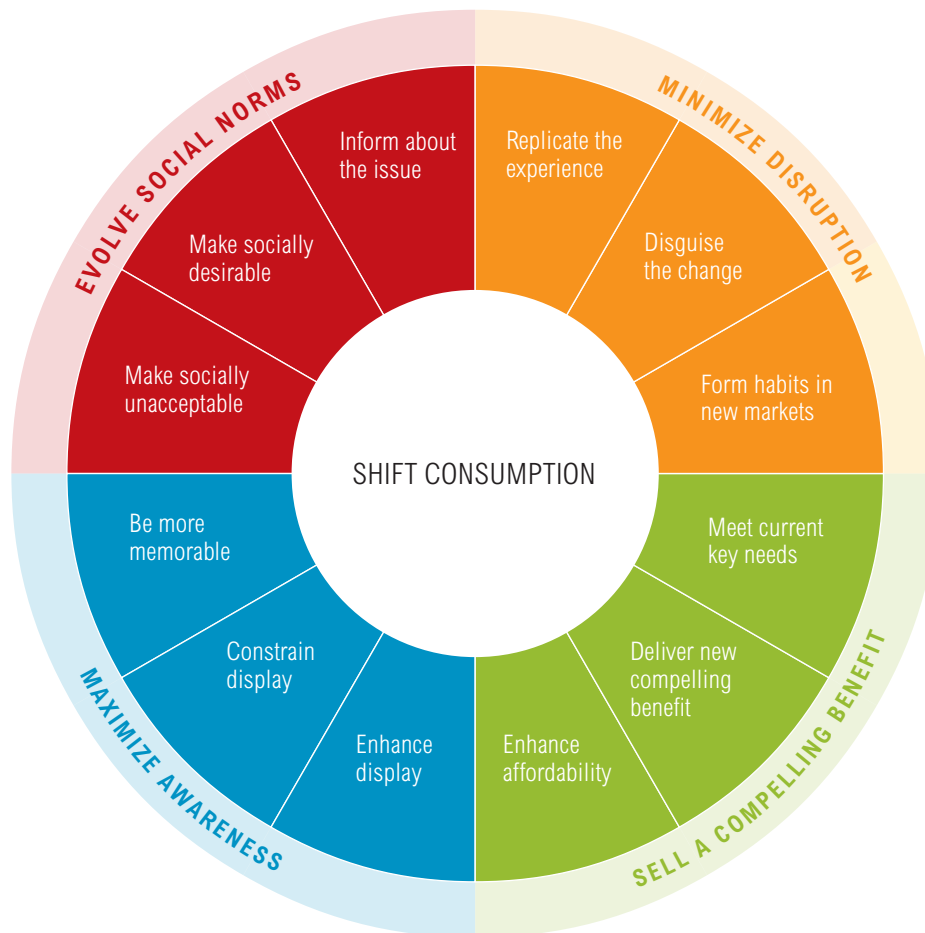 EVOLVE SOCIAL NORMS
Inform about
the issue
Make socially
desirable
Make socially
unacceptable
MINIMIZE DISRUPTION
Replicate the
experience
Disguise
the change
Form habits in
new markets
SHIFT CONSUMPTION
MAXIMIZE AWARENESS
Be more
memorable
Constrain
display
Enhance
display
SELL A COMPELLING BENEFIT
Meet current
key needs
Deliver new
compelling
benefit
Enhance
affordability